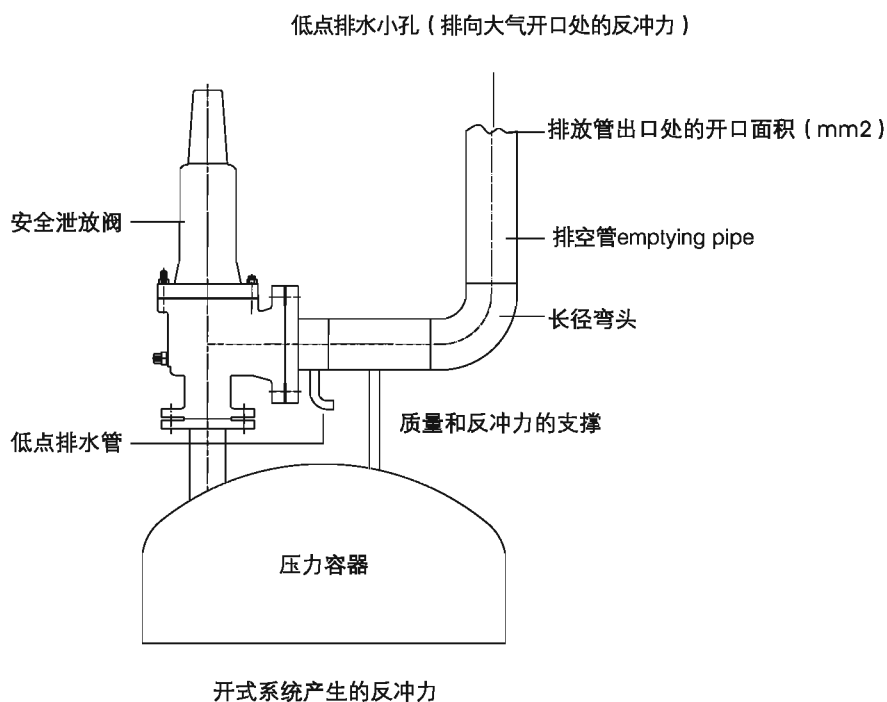 低点排水小孔（排向大气开口处的反冲力）
排放管出口处的开口面积（mm2）
安全泄放阀
排空管emptying pipe
长径弯头
质量和反冲力的支撑
低点排水管
压力容器
开式系统产生的反冲力